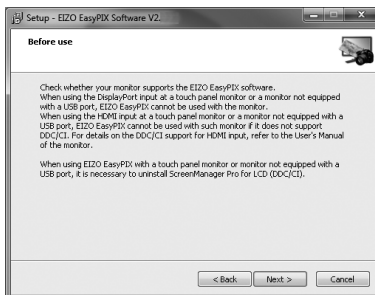 Setup - EIZO EasyPIX Software V2.
Before use
Check whether your monitor supports the EIZO EasyPIX software.
When using the DisplayPort input at a touch panel monitor or a monitor not equipped
with a USB port, EIZO EasyPIX cannot be used with the monitor.
When using the HDMI input at a touch panel monitor or a monitor not equipped with a
USB port, EIZO EasyPIX cannot be used with such monitor if it does not support
DDC/CI. For details on the DDC/CI support for HDMI input, refer to the User's Manual
of the monitor.
When using EIZO EasyPIX with a touch panel monitor or monitor not equipped with a
USB port, it is necessary to uninstall ScreenManager Pro for LCD (DDC/CI).
< Back Next > Cancel